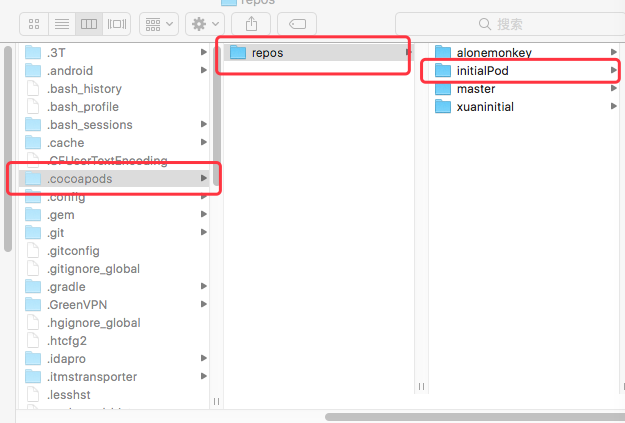 repos
搜索
.3T
.android
.bash_history
.bash_profile
.bash_sessions
.cache
.CFUserTextEncoding
.cocoapods
.config
.gem
.git
.gitconfig
.gitignore_global
.gradle
.GreenVPN
.hgignore_global
.htcfg2
.idapro
.itmstransporter
.lesshst
repos
alonemonkey
initialPod
master
xuaninitial